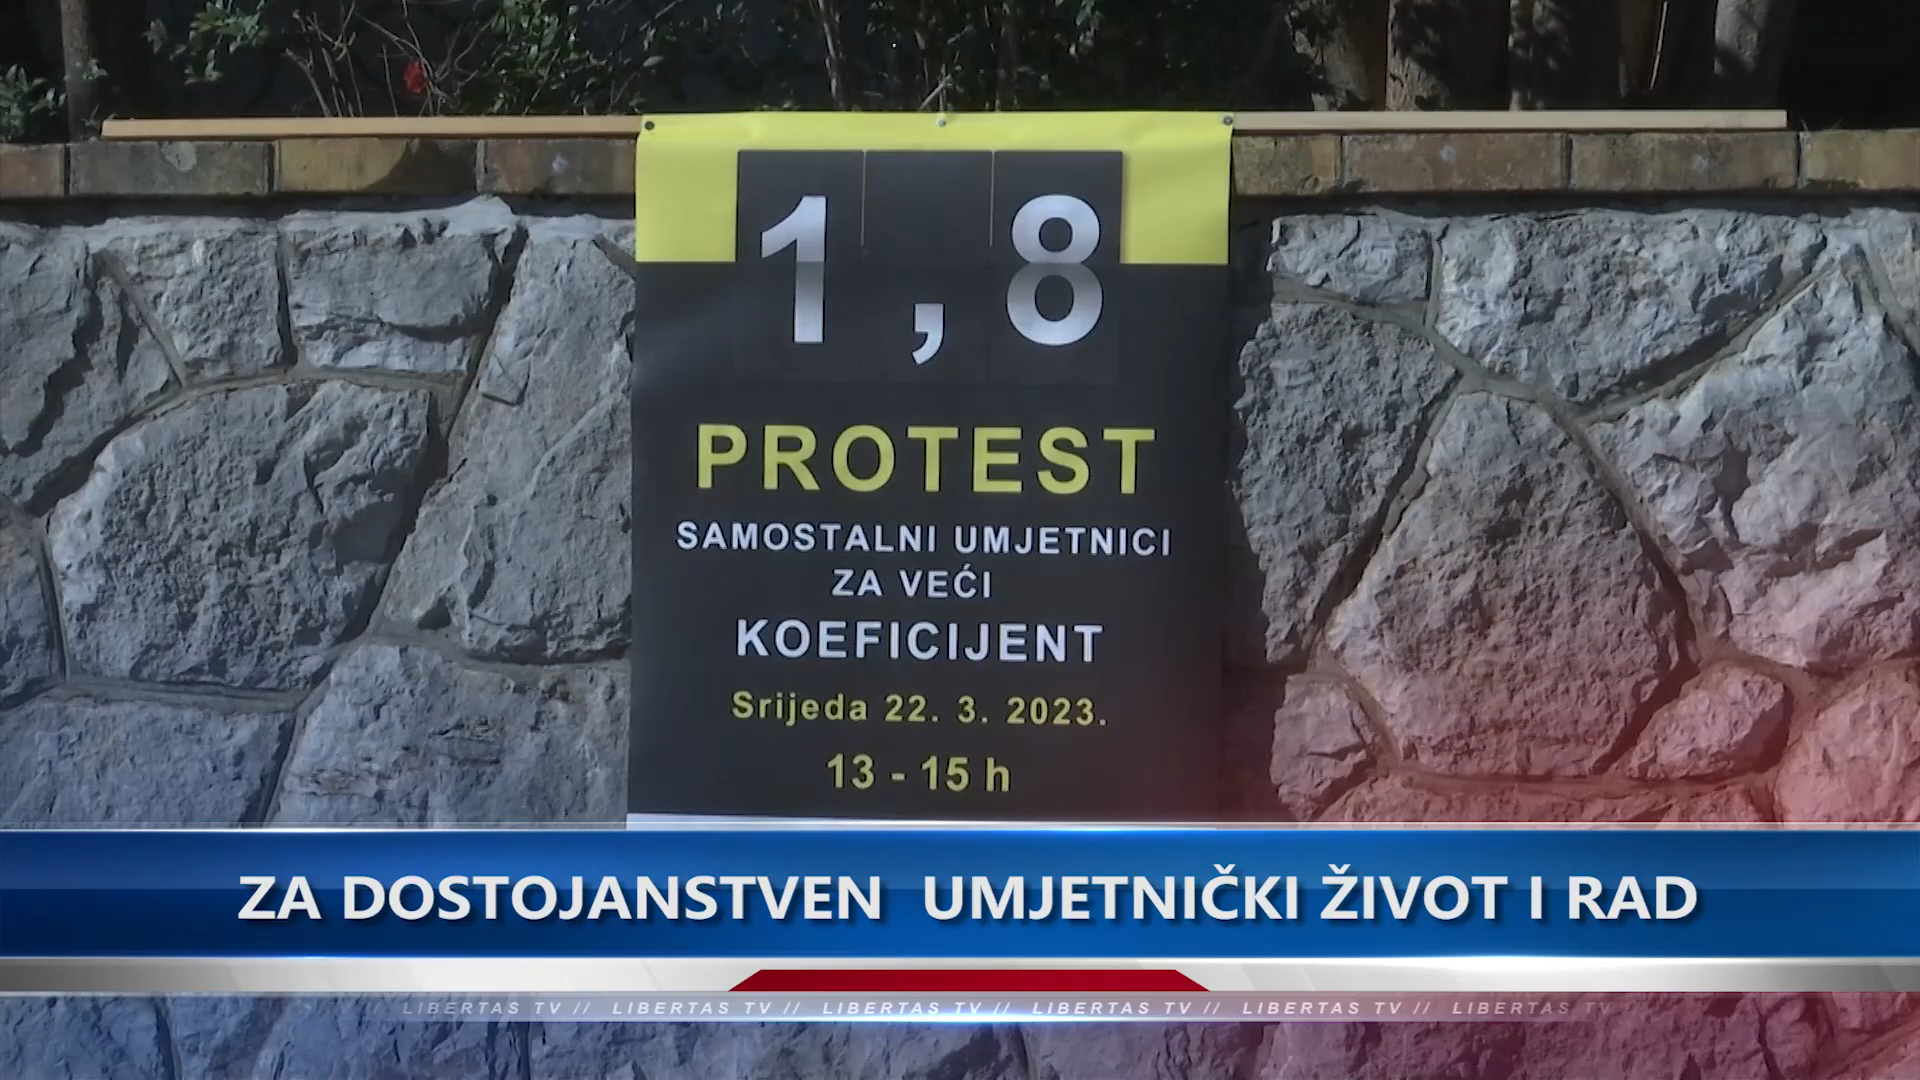 1,8
PROTEST
SAMOSTALNI UMJETNICI
ZA VEĆI
KOEFICIJENT
Srijeda 22. 3. 2023.
13 - 15 h
ZA DOSTOJANSTVEN UMJETNIČKI ŽIVOT I RAD
LIBERTAS TV // LIBERTAS TV // LIBERTAS TV // LIBERTAS TV // LIBERTAS TV // LIBERTAS TV